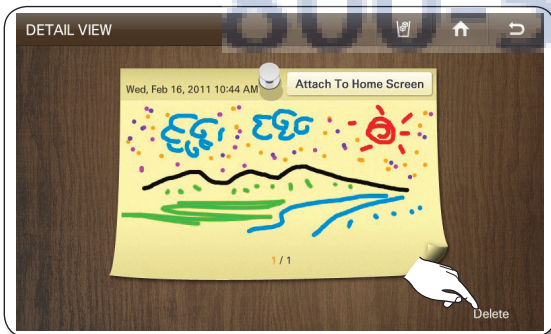 DETAIL VIEW
Wed, Feb 16, 2011 10:44 AM
Attach To Home Screen
1 / 1
Delete